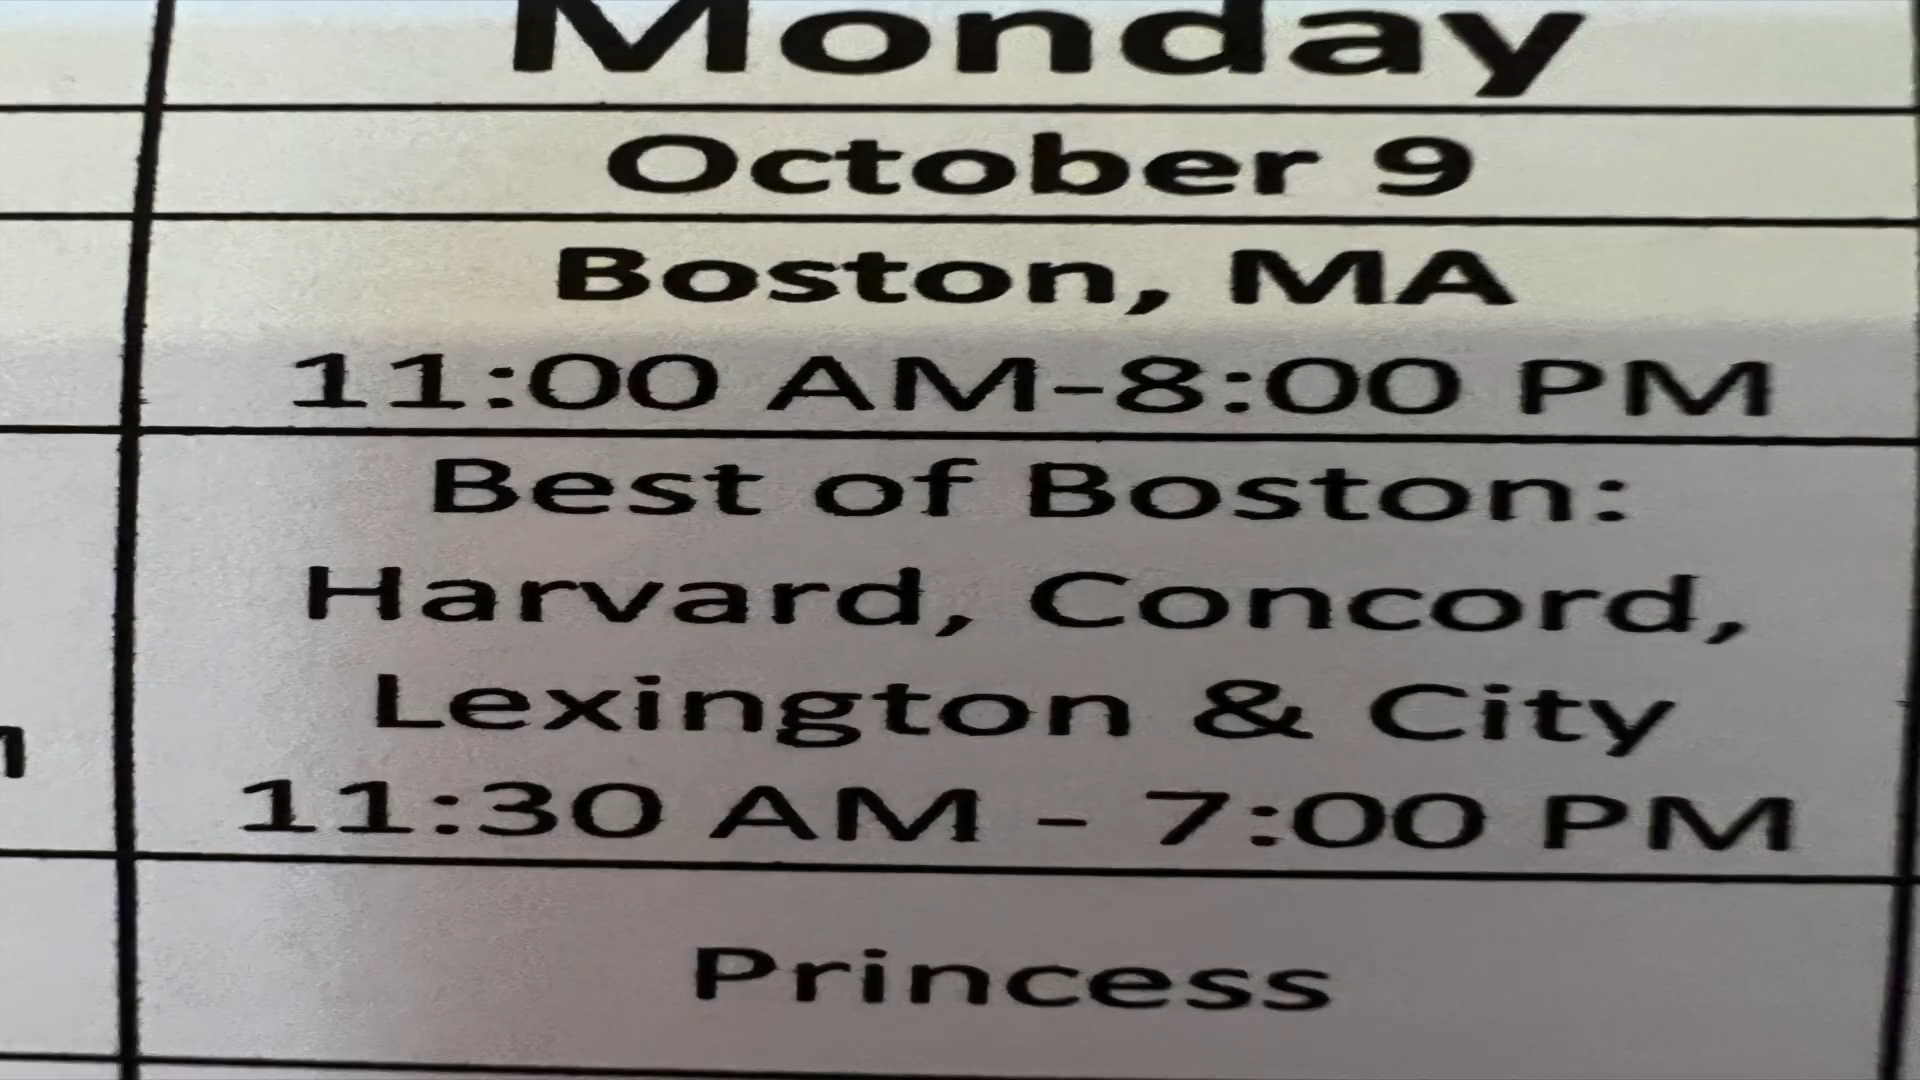 Monday
October 9
Boston, MA
11:00 AM-8:00 PM
Best of Boston:
Harvard, Concord,
Lexington & City
11:30 AM - 7:00 PM
Princess